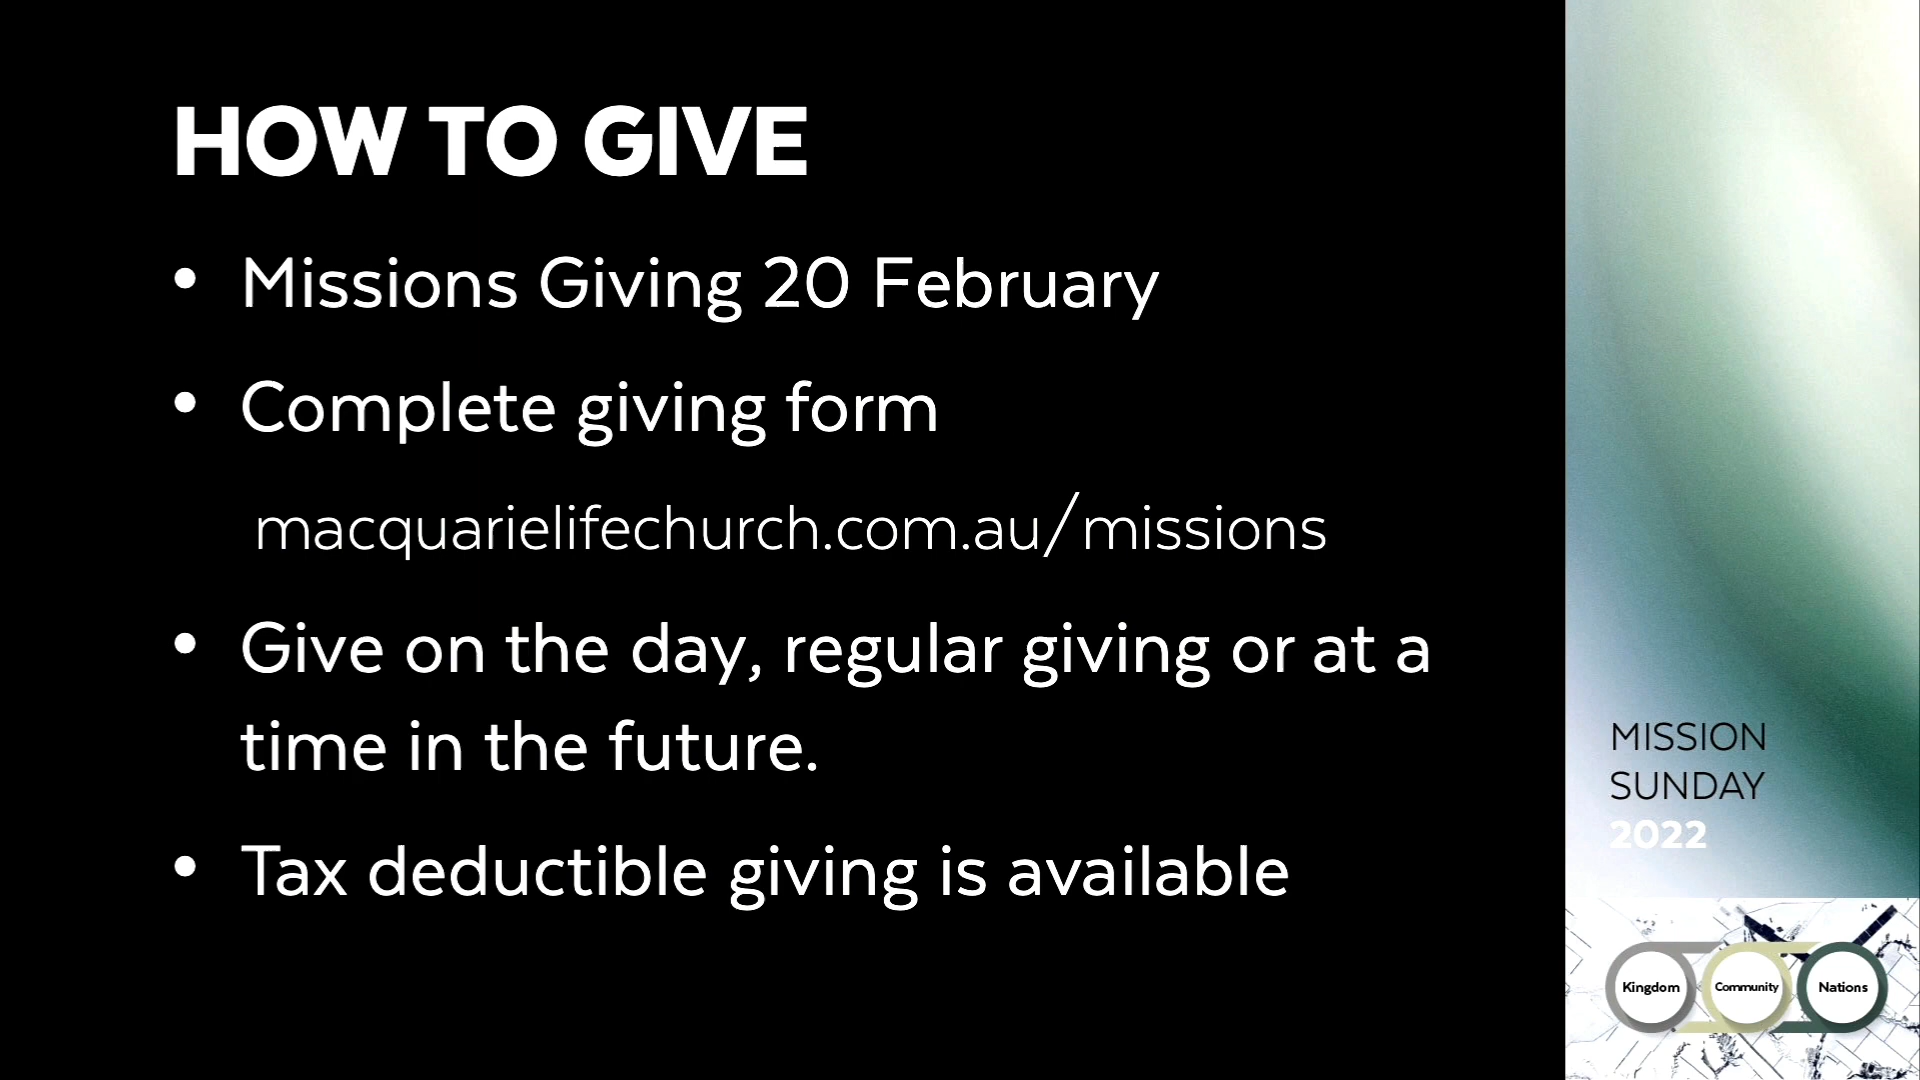 HOW TO GIVE
• Missions Giving 20 February
• Complete giving form
macquarielifechurch.com.au/missions
• Give on the day, regular giving or at a
time in the future.
• Tax deductible giving is available
MISSION
SUNDAY
2022
Kingdom Community Nations